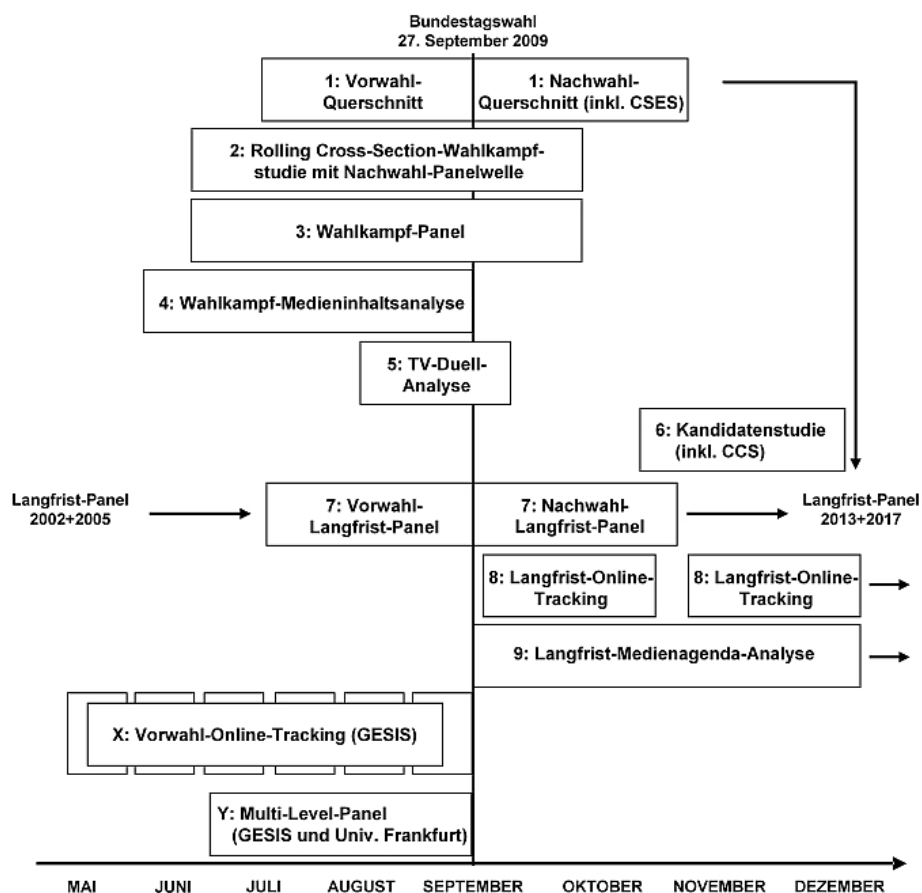 Bundestagswahl
27. September 2009
1: Vorwahl-
Querschnitt
1: Nachwahl-
Querschnitt (inkl. CSES)
2: Rolling Cross-Section-Wahlkampf-
studie mit Nachwahl-Panelwelle
3: Wahlkampf-Panel
4: Wahlkampf-Medieninhaltsanalyse
5: TV-Duell-
Analyse
6: Kandidatenstudie
(inkl. CCS)
Langfrist-Panel
2002+2005
7: Vorwahl-
Langfrist-Panel
7: Nachwahl-
Langfrist-Panel
Langfrist-Panel
2013+2017
8: Langfrist-Online-
Tracking
8: Langfrist-Online-
Tracking
9: Langfrist-Medienagenda-Analyse
X: Vorwahl-Online-Tracking (GESIS)
Y: Multi-Level-Panel
(GESIS und Univ. Frankfurt)
MAI JUNI JULI AUGUST SEPTEMBER OKTOBER NOVEMBER DEZEMBER